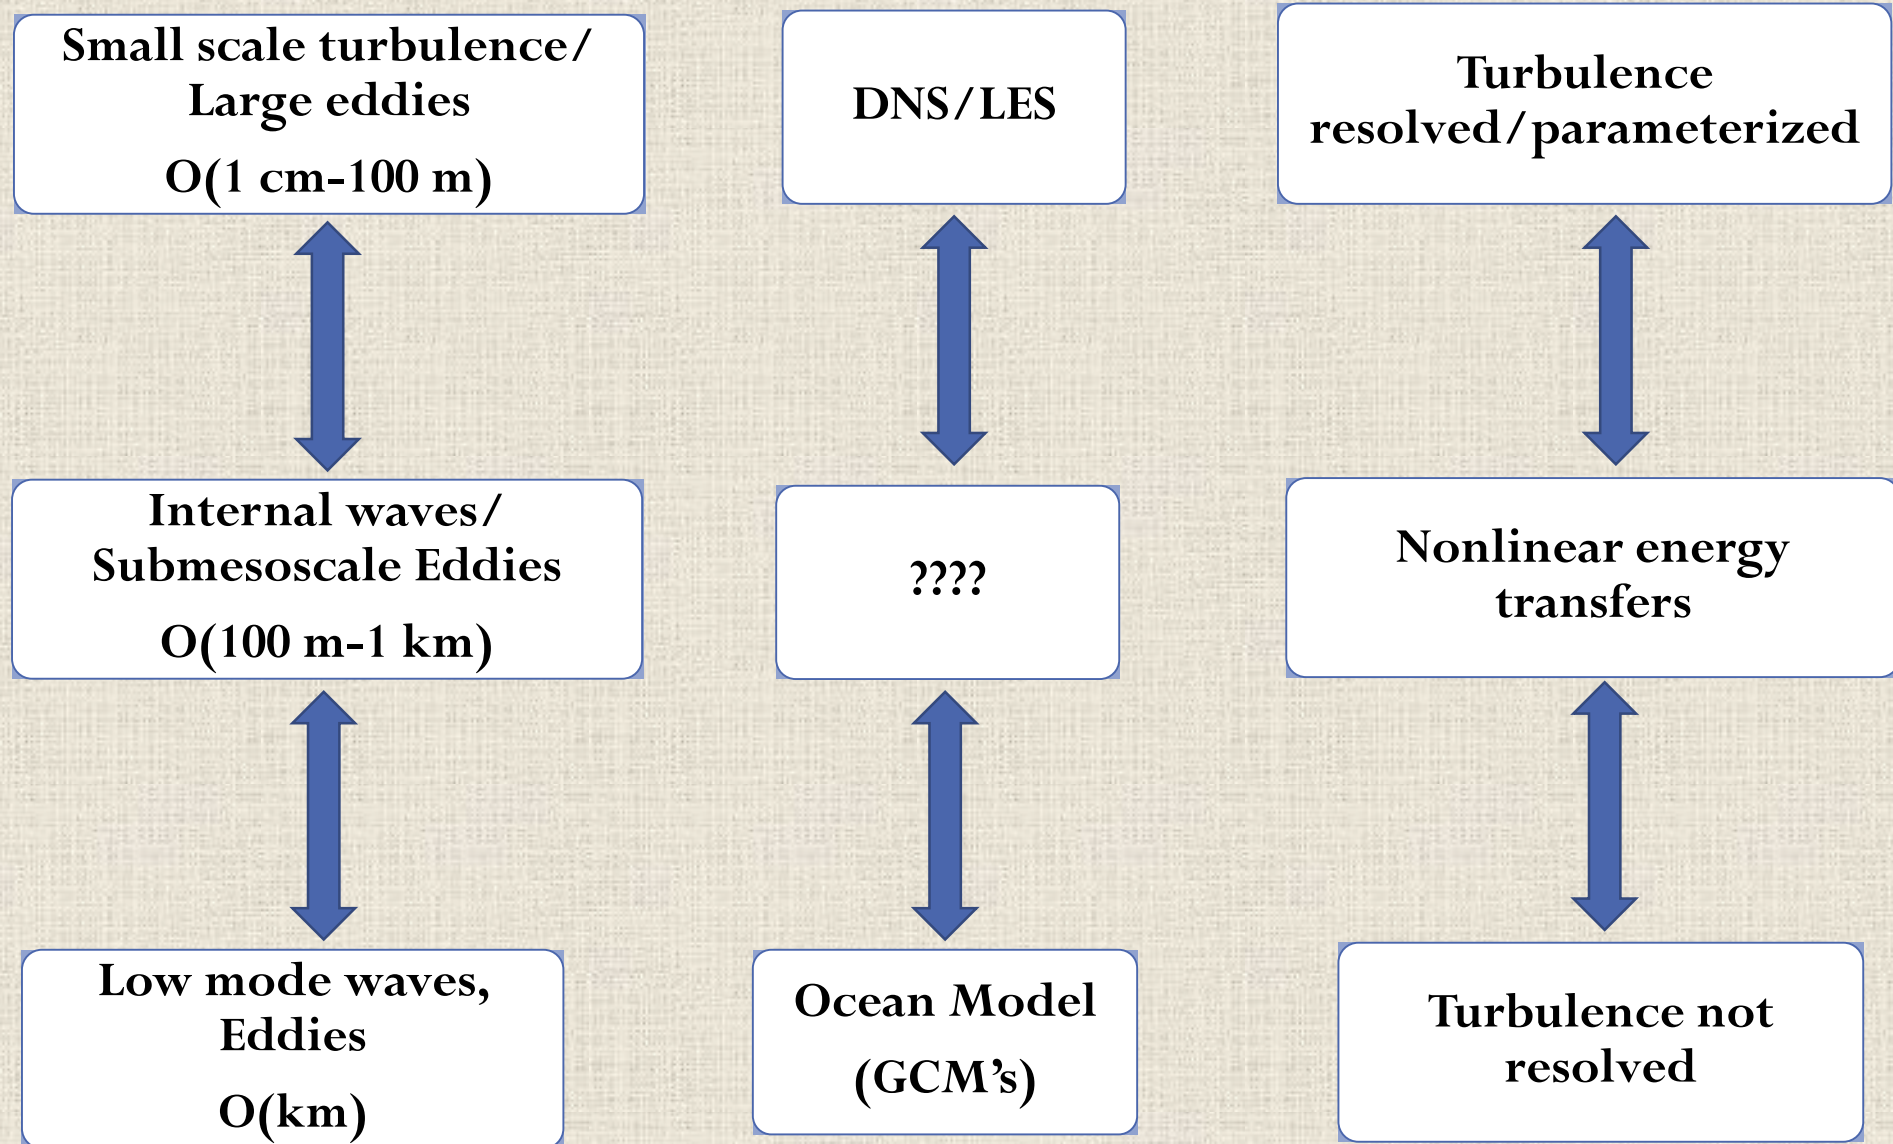 Small scale turbulence/
Large eddies
O(1 cm-100 m)
DNS/LES
Turbulence
resolved/parameterized
Internal waves/
Submesoscale Eddies
O(100 m-1 km)
????
Nonlinear energy
transfers
Low mode waves,
Eddies
O(km)
Ocean Model
(GCM’s)
Turbulence not
resolved